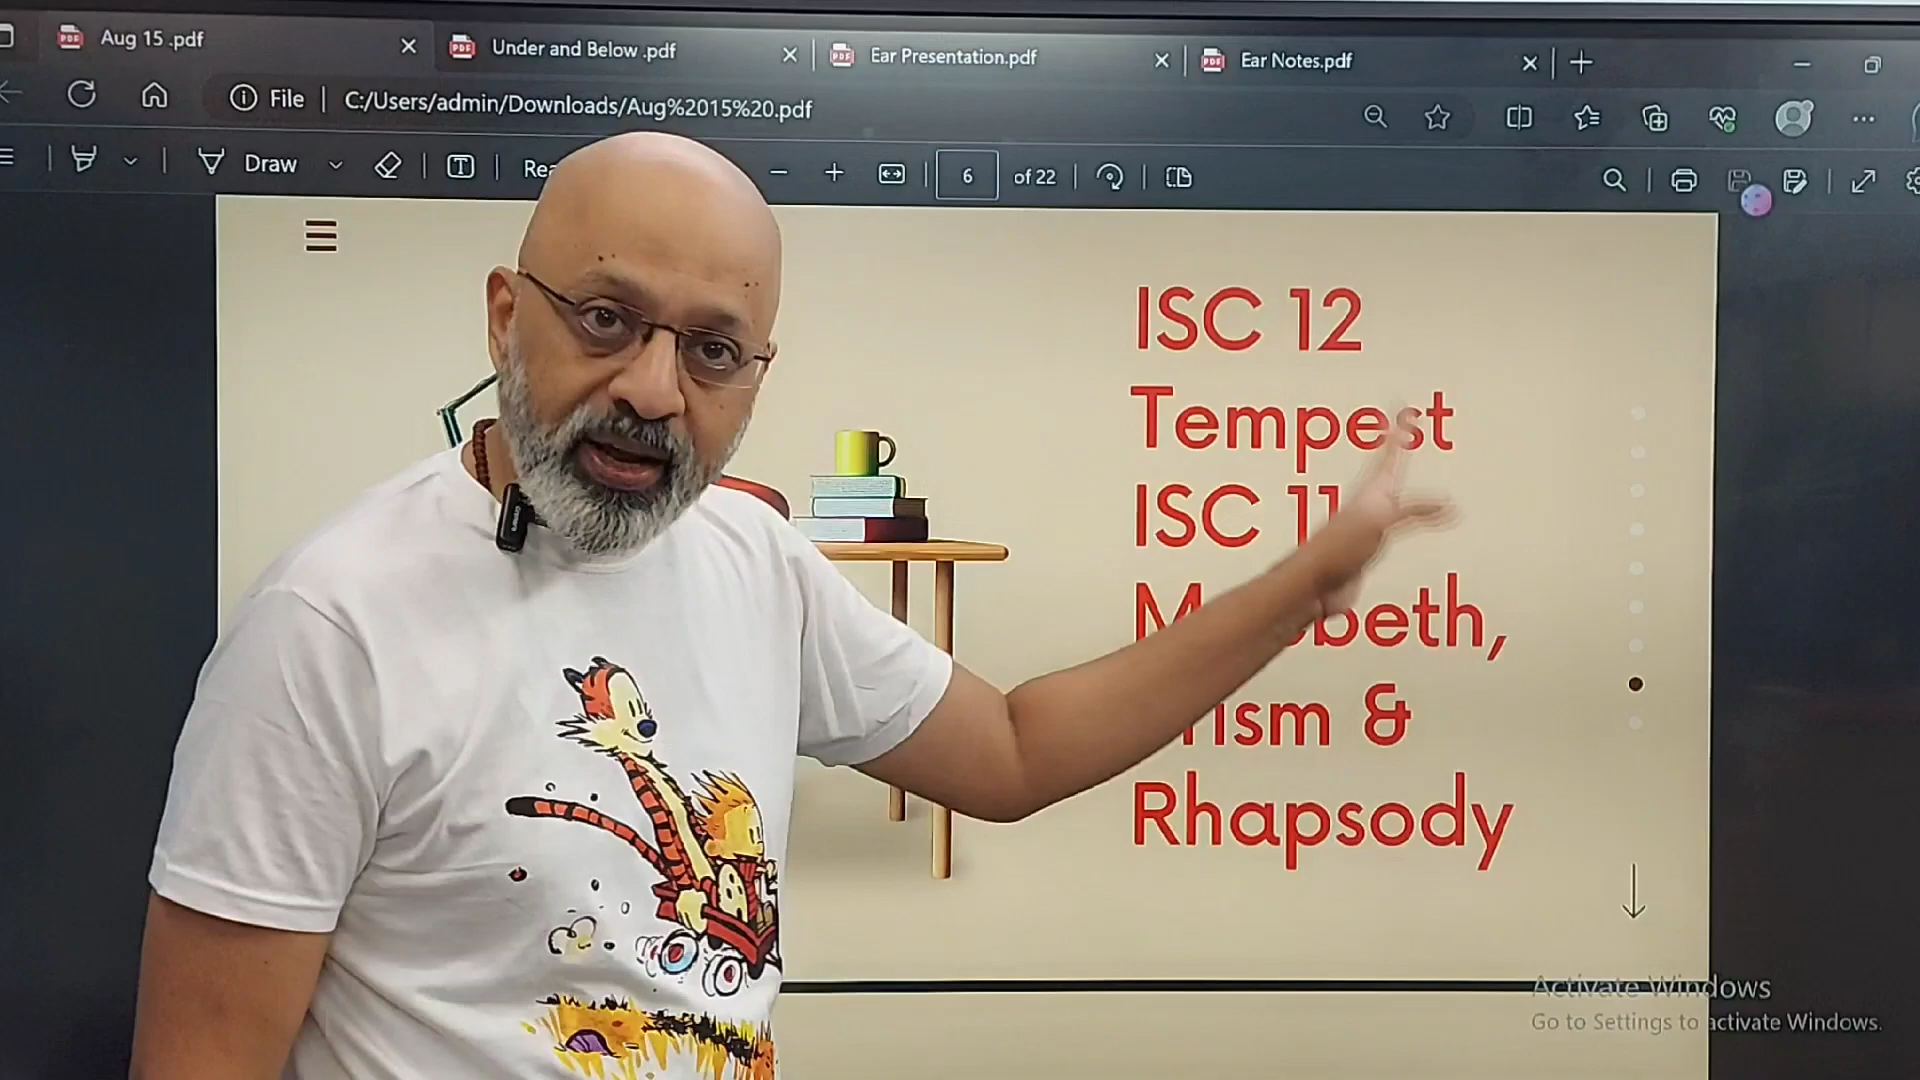 Aug 15 .pdf
Under and Below .pdf
Ear Presentation.pdf
Ear Notes.pdf
File
C:/Users/admin/Downloads/Aug%2015%20.pdf
Draw
6
of 22
ISC 12
Tempest
ISC 11
&
Rhapsody
Activate Windows
Go to Settings to activate Windows.